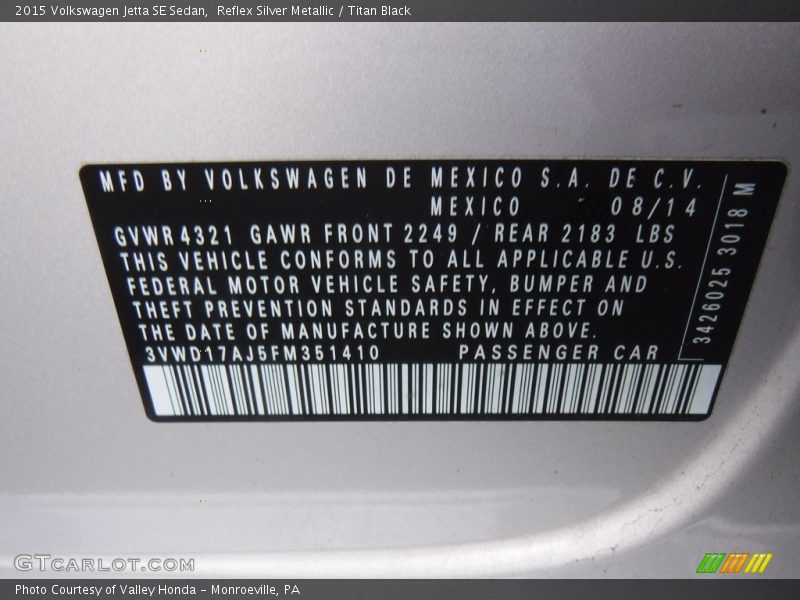 2015 Volkswagen Jetta SE Sedan, Reflex Silver Metallic / Titan Black
MFD BY VOLKSWAGEN DE MEXICO S.A. DE C.V.
MEXICO 08/14
GVWR4321 GAWR FRONT 2249 / REAR 2183 LBS
THIS VEHICLE CONFORMS TO ALL APPLICABLE U.S.
FEDERAL MOTOR VEHICLE SAFETY, BUMPER AND
THEFT PREVENTION STANDARDS IN EFFECT ON
THE DATE OF MANUFACTURE SHOWN ABOVE.
3VWD17AJ5FM351410 PASSENGER CAR
3426025 3018 M
GTCARLOT.COM
Photo Courtesy of Valley Honda - Monroeville, PA